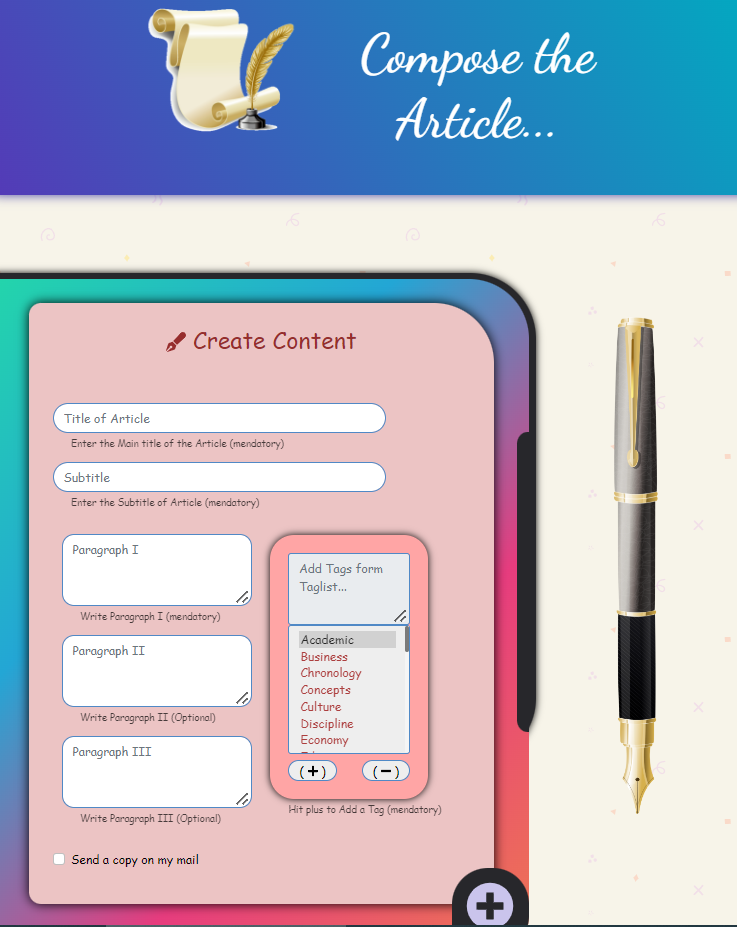 Compose the
Article...
Create Content
Title of Article
Enter the Main title of the Article (mendatory)
Subtitle
Enter the Subtitle of Article (mendatory)
Paragraph I
Write Paragraph I (mendatory)
Paragraph II
Write Paragraph II (Optional)
Paragraph III
Write Paragraph III (Optional)
Add Tags form
Taglist...
Academic
Business
Chronology
Concepts
Culture
Discipline
Economy
(+) (−)
Hit plus to Add a Tag (mendatory)
Send a copy on my mail